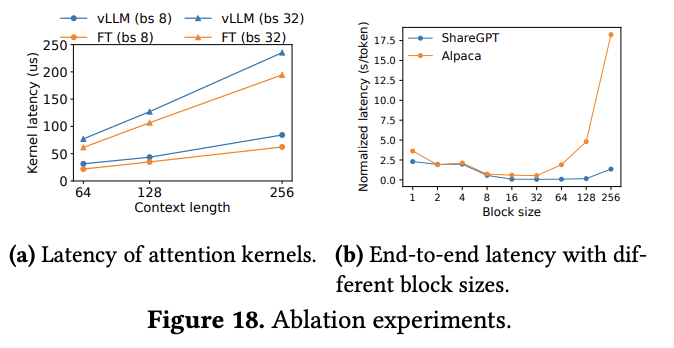 vLLM (bs 8) vLLM (bs 32)
FT (bs 8) FT (bs 32)
Kernel latency (us)
250
200
150
100
50
0
64 128 256
Context length
(a) Latency of attention kernels.
Normalized latency (s/token)
ShareGPT
Alpaca
17.5
15.0
12.5
10.0
7.5
5.0
2.5
0.0
1 2 4 8 16 32 64 128 256
Block size
(b) End-to-end latency with dif-
ferent block sizes.
Figure 18. Ablation experiments.